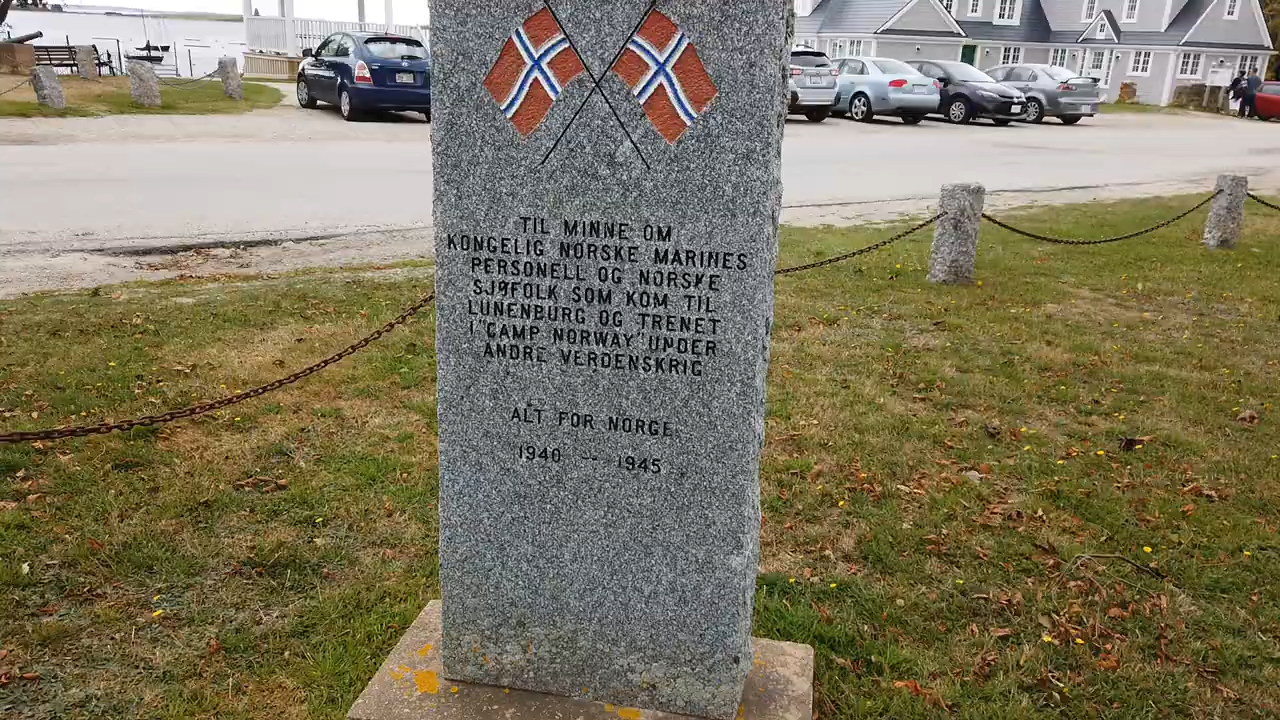 TIL MINNE OM
KONGELIG NORSKE MARINES
PERSONELL OG NORSKE
SJØFOLK SOM KOM TIL
LUNENBURG OG TRENET
I CAMP NORWAY UNDER
ANDRE VERDENSKRIG
ALT FOR NORGE
1940 -- 1945